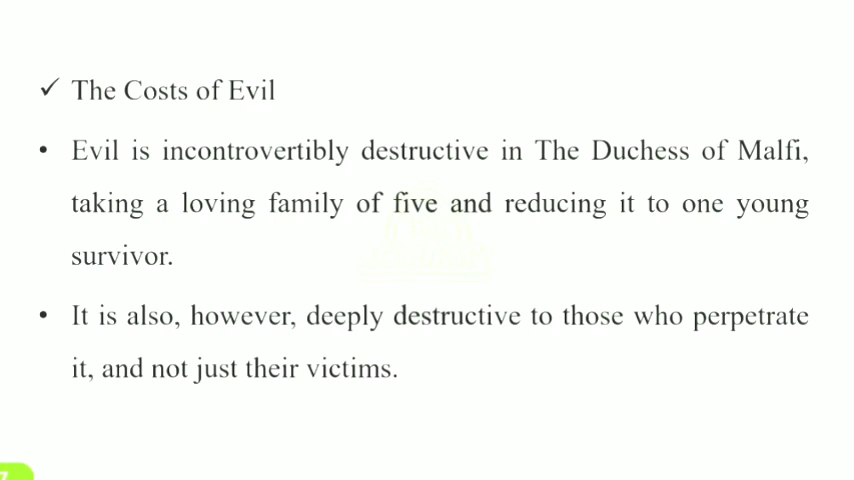 ✓ The Costs of Evil
• Evil is incontrovertibly destructive in The Duchess of Malfi,
taking a loving family of five and reducing it to one young
survivor.
• It is also, however, deeply destructive to those who perpetrate
it, and not just their victims.